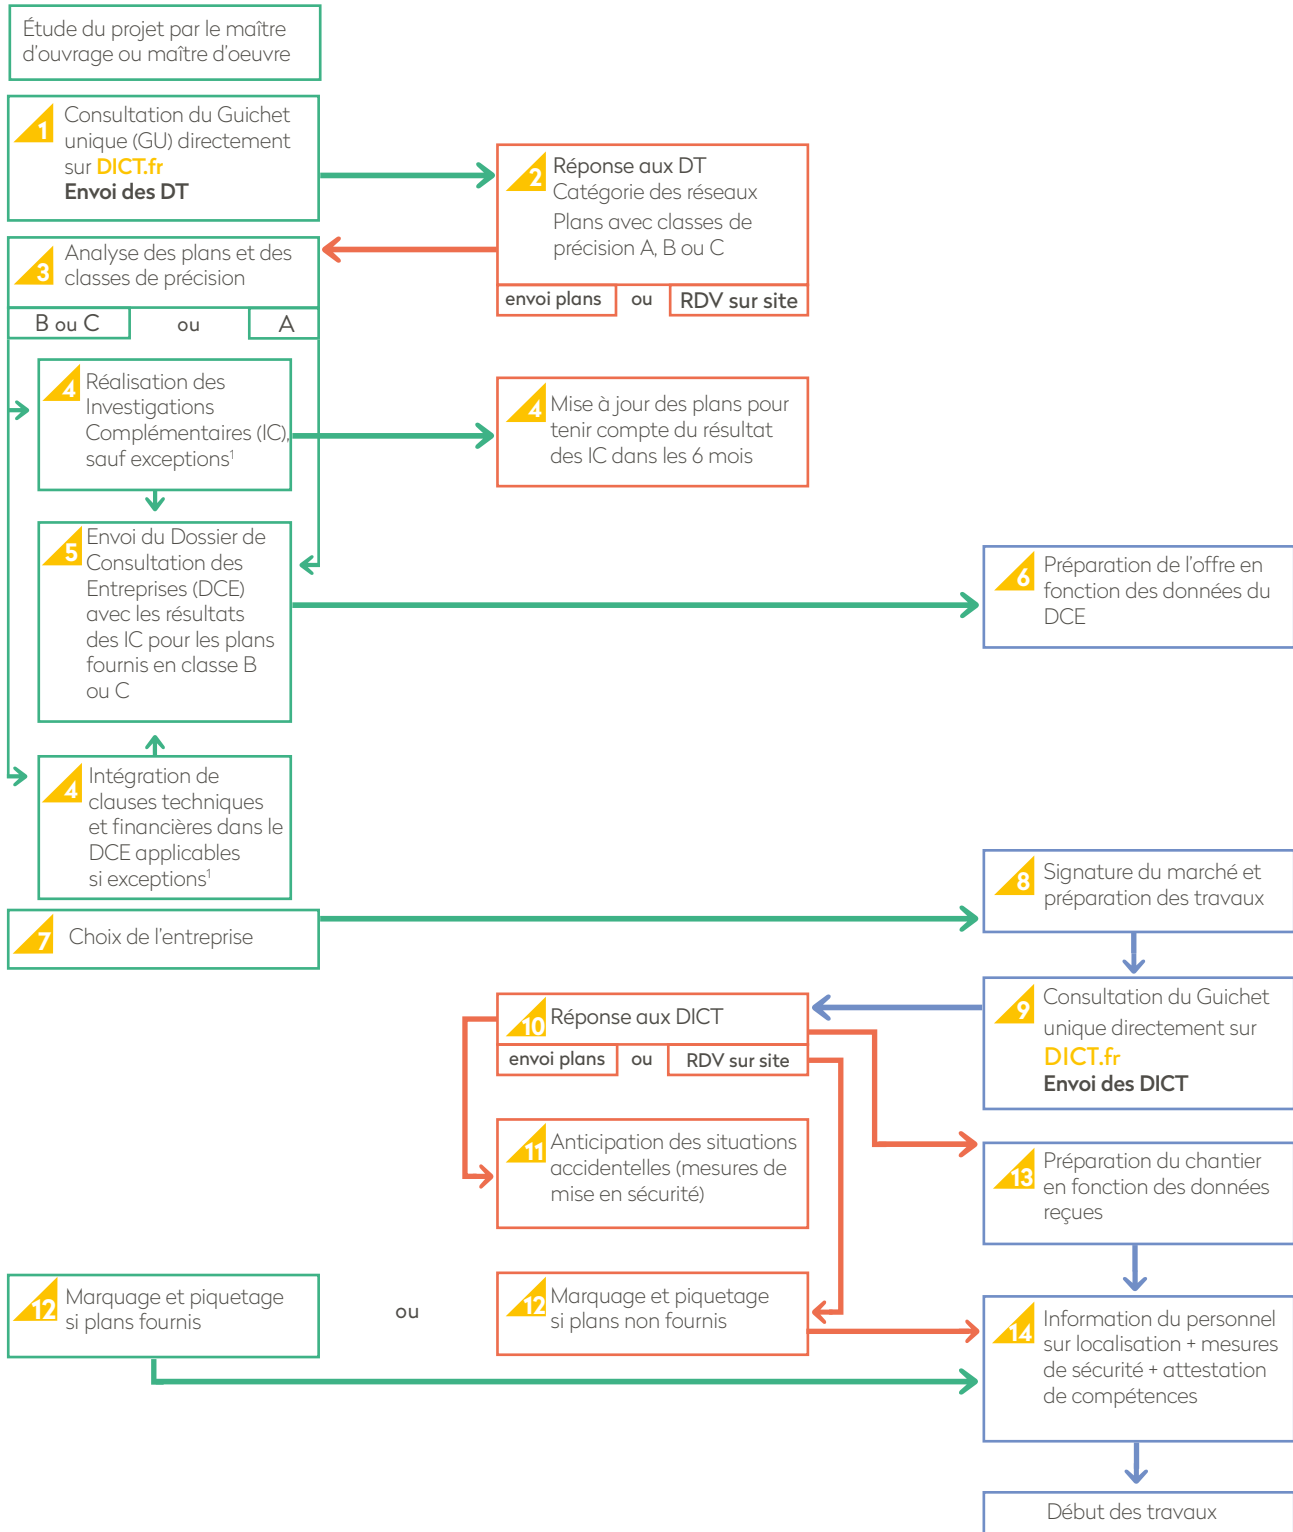 Étude du projet par le maître
d'ouvrage ou maître d'oeuvre
1
Consultation du Guichet
unique (GU) directement
sur DICT.fr
Envoi des DT
2
Réponse aux DT
Catégorie des réseaux
Plans avec classes de
précision A, B ou C
envoi plans ou RDV sur site
3
Analyse des plans et des
classes de précision
B ou C ou A
4
Réalisation des
Investigations
Complémentaires (IC),
sauf exceptions¹
4
Mise à jour des plans pour
tenir compte du résultat
des IC dans les 6 mois
5
Envoi du Dossier de
Consultation des
Entreprises (DCE)
avec les résultats
des IC pour les plans
fournis en classe B
ou C
6
Préparation de l'offre en
fonction des données du
DCE
4
Intégration de
clauses techniques
et financières dans le
DCE applicables
si exceptions¹
7
Choix de l'entreprise
8
Signature du marché et
préparation des travaux
9
Consultation du Guichet
unique directement sur
DICT.fr
Envoi des DICT
10
Réponse aux DICT
envoi plans ou RDV sur site
11
Anticipation des situations
accidentelles (mesures de
mise en sécurité)
13
Préparation du chantier
en fonction des données
reçues
12
Marquage et piquetage
si plans fournis
ou
12
Marquage et piquetage
si plans non fournis
14
Information du personnel
sur localisation + mesures
de sécurité + attestation
de compétences
Début des travaux